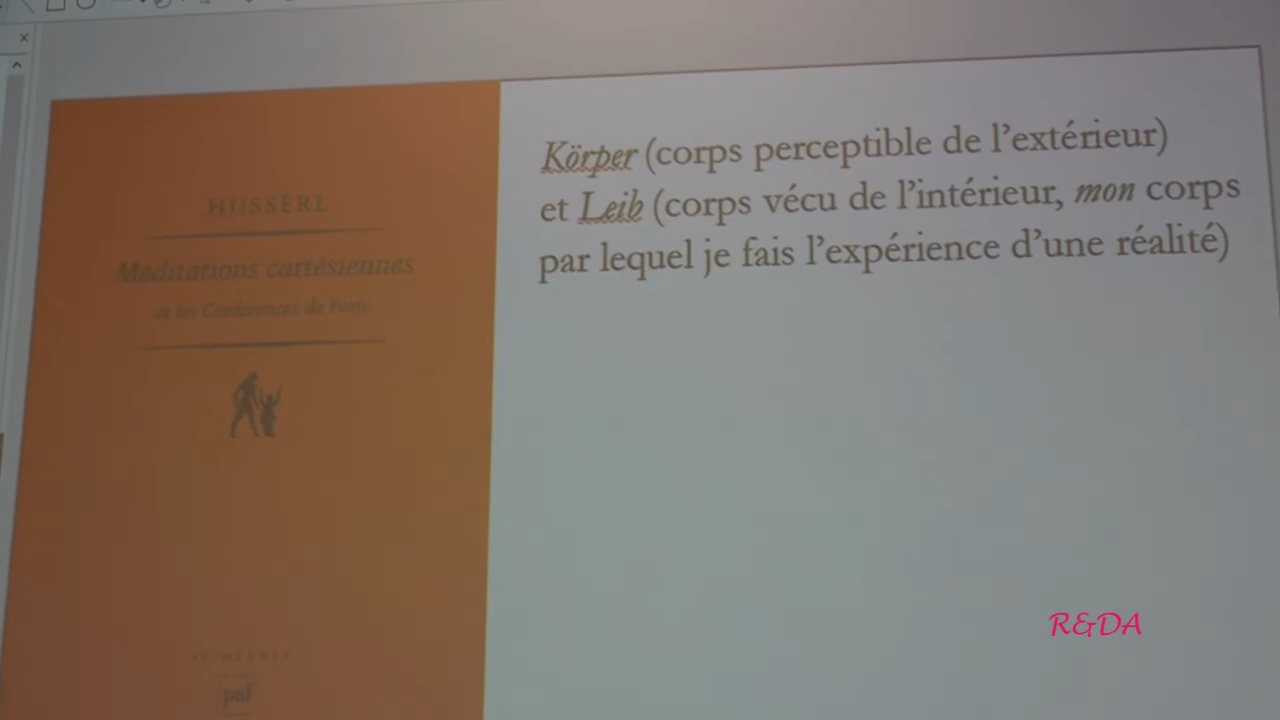 HUSSERL
Méditations cartésiennes
et les Conférences de Paris
puf
Körper (corps perceptible de l'extérieur)
et Leib (corps vécu de l'intérieur, mon corps
par lequel je fais l'expérience d'une réalité)
R&DA